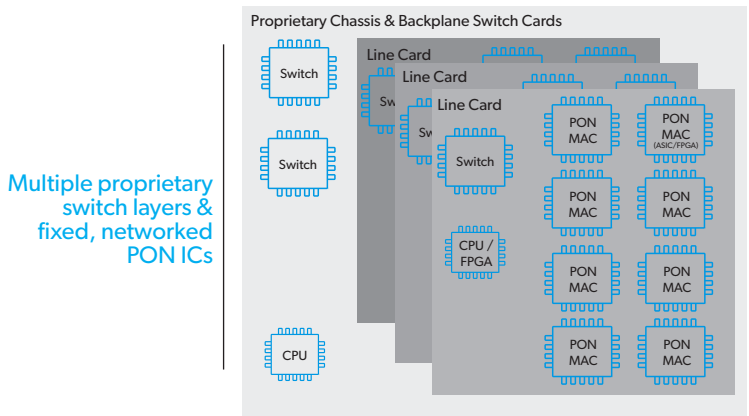 Proprietary Chassis & Backplane Switch Cards
Multiple proprietary
switch layers &
fixed, networked
PON ICs
Switch
Switch
CPU
Line Card
Sw
Line Card
Sw
Line Card
Switch
CPU /
FPGA
PON
MAC
PON
MAC
(ASIC/FPGA)
PON
MAC
PON
MAC
PON
MAC
PON
MAC
PON
MAC
PON
MAC